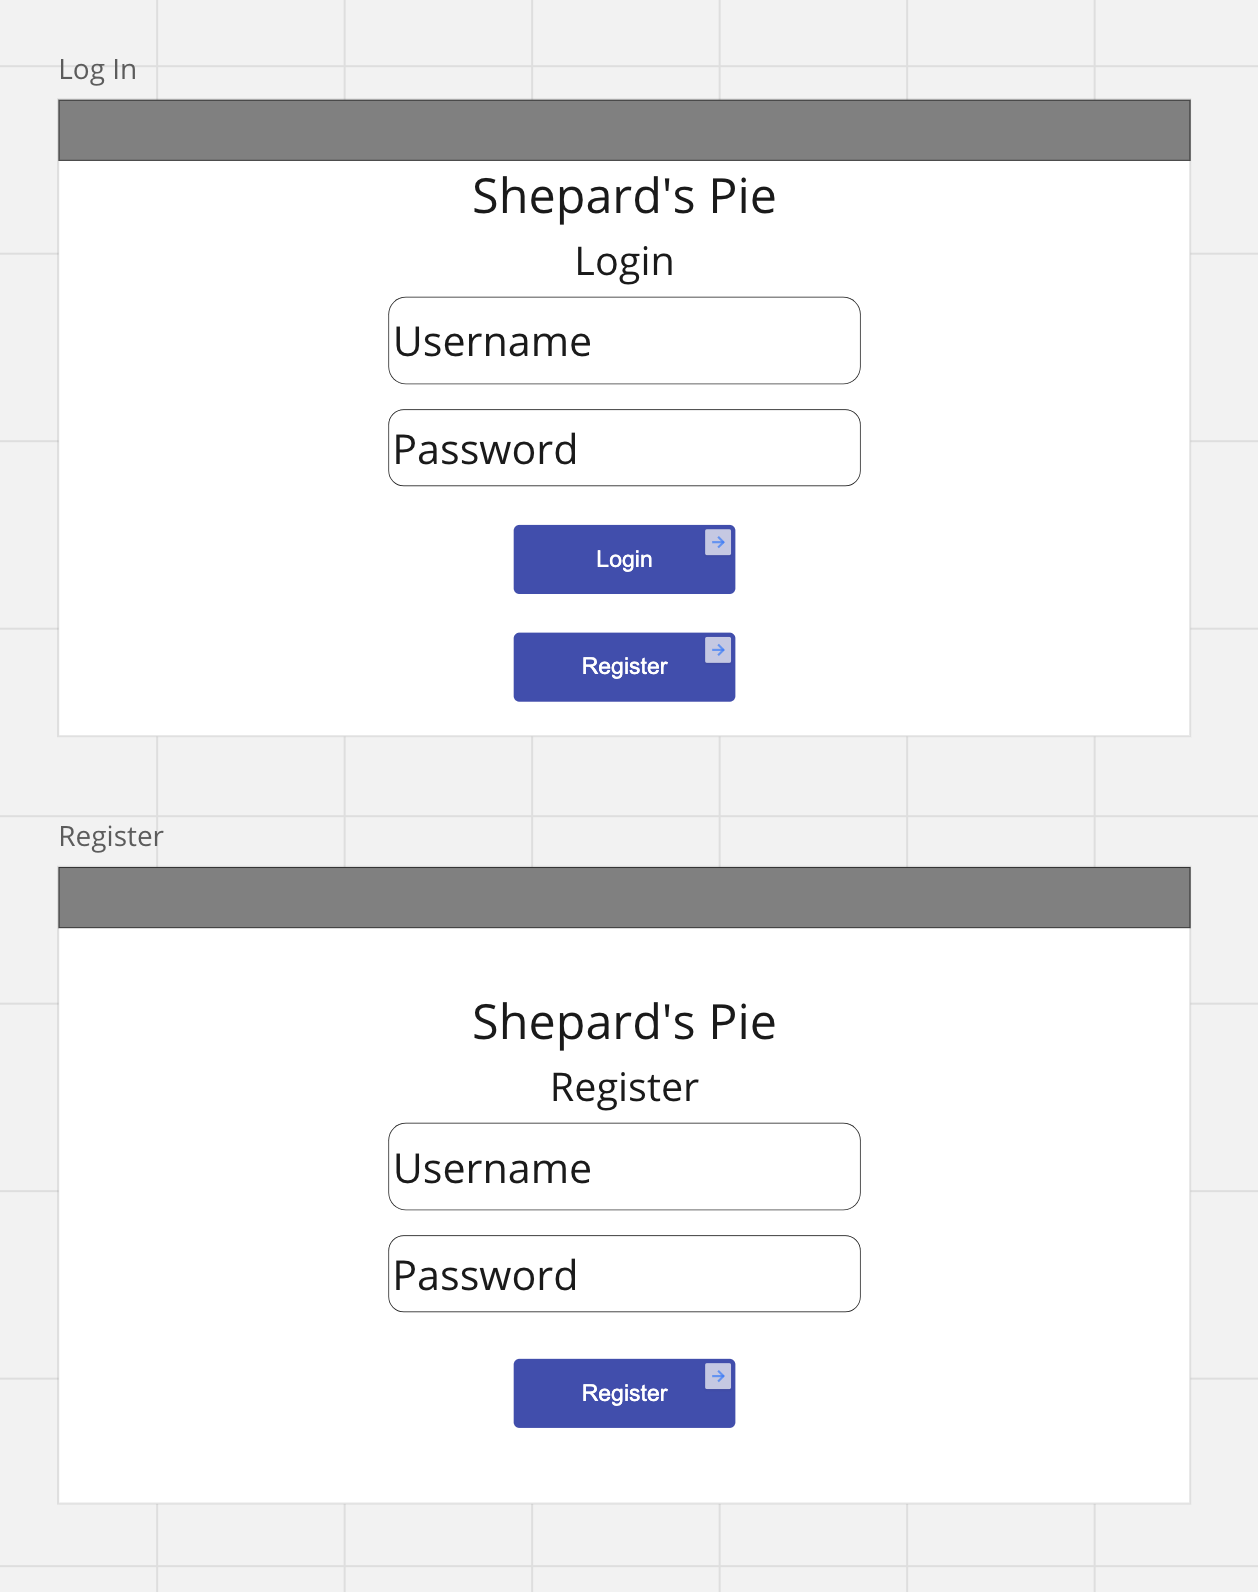 Log In
Shepard's Pie
Login
Username
Password
Login
Register
Register
Shepard's Pie
Register
Username
Password
Register